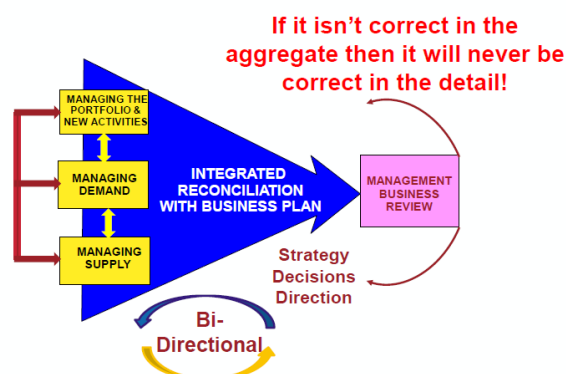 If it isn't correct in the
aggregate then it will never be
correct in the detail!
MANAGING THE
PORTFOLIO &
NEW ACTIVITIES
MANAGING
DEMAND
MANAGING
SUPPLY
INTEGRATED
RECONCILIATION
WITH BUSINESS PLAN
MANAGEMENT
BUSINESS
REVIEW
Strategy
Decisions
Direction
Bi-
Directional